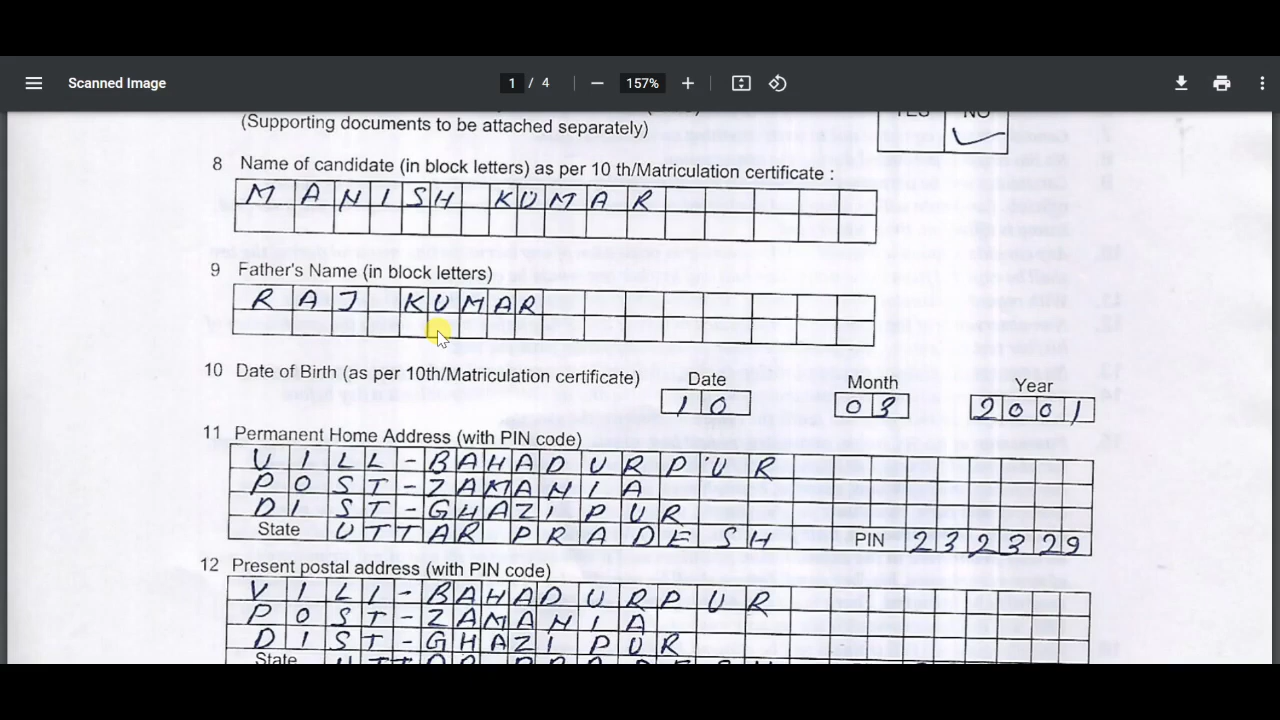 Scanned Image
1 / 4
157%
YES NO
(Supporting documents to be attached separately)
8 Name of candidate (in block letters) as per 10 th/Matriculation certificate :
MANISH KUMAR
9 Father's Name (in block letters)
RAJ KUMAR
10 Date of Birth (as per 10th/Matriculation certificate) Date Month Year
10 03 2001
11 Permanent Home Address (with PIN code)
VILL-BAHADURPUR
POST-ZAMANIA
DIST-GHAZIPUR
State UTTAR PRADESH PIN 232329
12 Present postal address (with PIN code)
VILL-BAHADURPUR
POST-ZAMANIA
DIST-GHAZIPUR
State UTTAR PRADESH